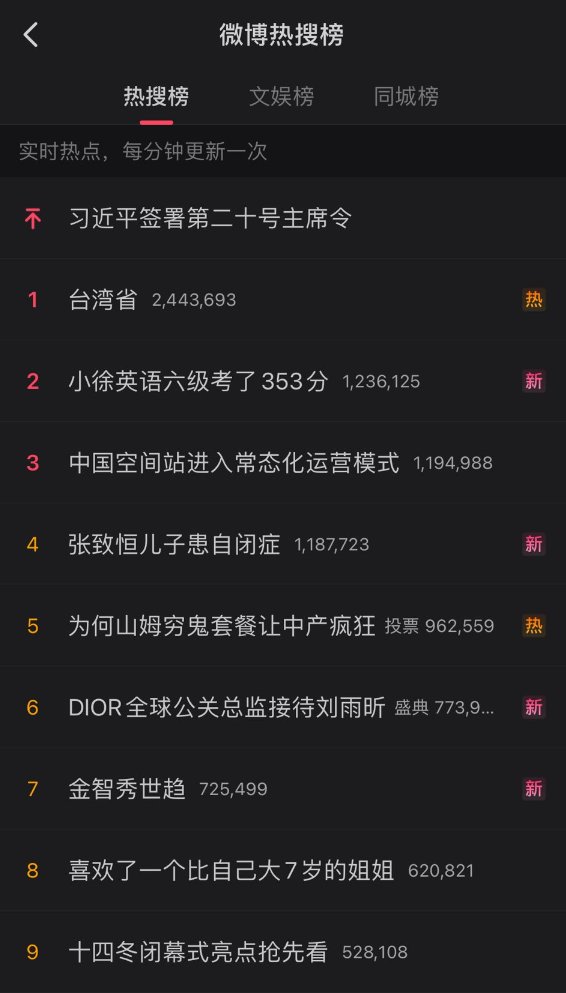 微博热搜榜
热搜榜 文娱榜 同城榜
实时热点，每分钟更新一次
习近平签署第二十号主席令
1 台湾省 2,443,693 热
2 小徐英语六级考了353分 1,236,125 新
3 中国空间站进入常态化运营模式 1,194,988
4 张致恒儿子患自闭症 1,187,723 新
5 为何山姆穷鬼套餐让中产疯狂 投票 962,559 热
6 DIOR全球公关总监接待刘雨昕 盛典 773,9... 新
7 金智秀世趋 725,499 新
8 喜欢了一个比自己大7岁的姐姐 620,821
9 十四冬闭幕式亮点抢先看 528,108